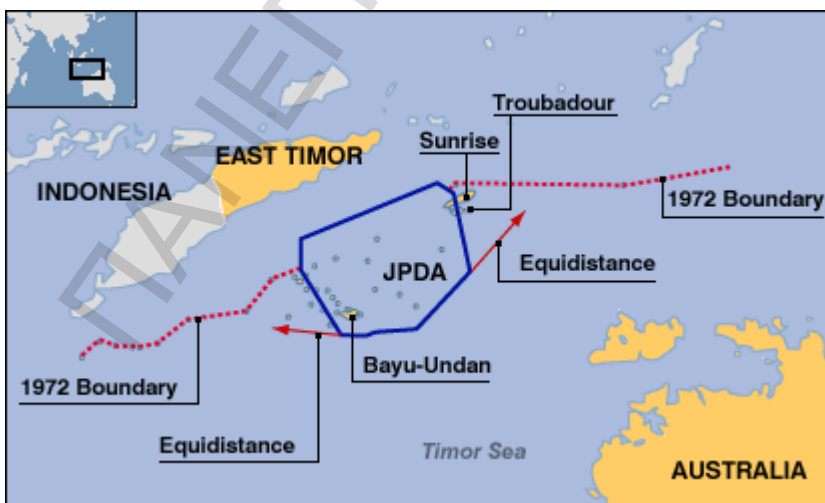 Troubadour
Sunrise
EAST TIMOR
INDONESIA
1972 Boundary
JPDA
Equidistance
Bayu-Undan
1972 Boundary
Equidistance
Timor Sea
AUSTRALIA